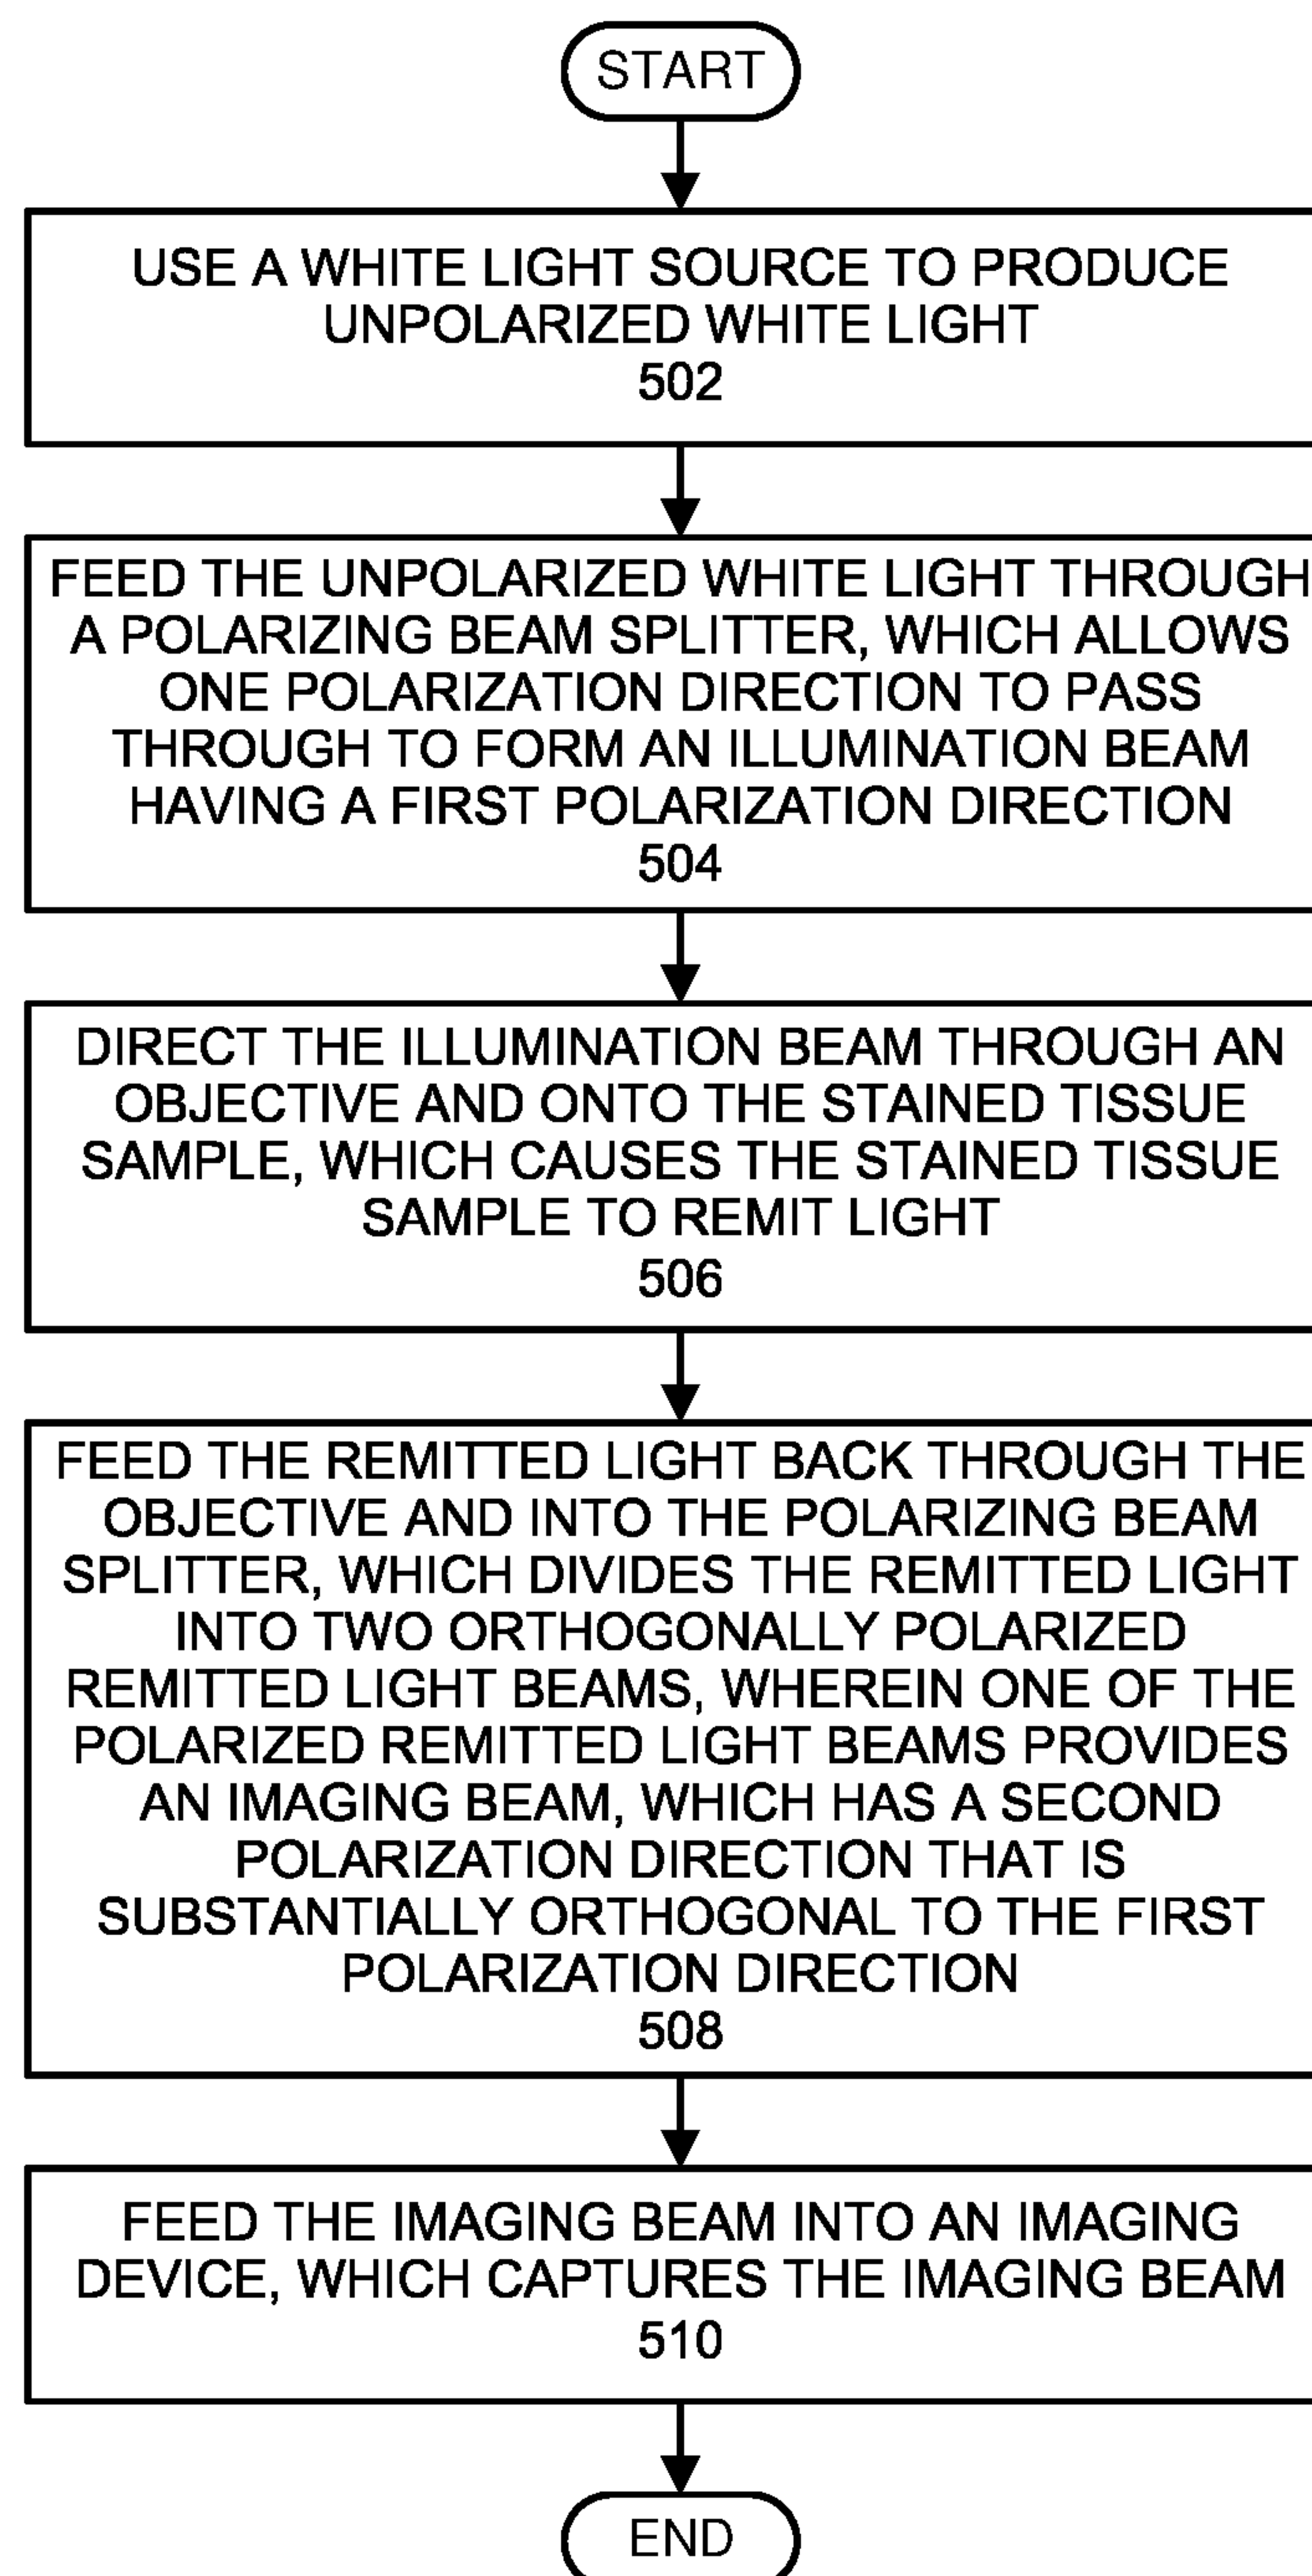 START
USE A WHITE LIGHT SOURCE TO PRODUCE
UNPOLARIZED WHITE LIGHT
502
FEED THE UNPOLARIZED WHITE LIGHT THROUGH
A POLARIZING BEAM SPLITTER, WHICH ALLOWS
ONE POLARIZATION DIRECTION TO PASS
THROUGH TO FORM AN ILLUMINATION BEAM
HAVING A FIRST POLARIZATION DIRECTION
504
DIRECT THE ILLUMINATION BEAM THROUGH AN
OBJECTIVE AND ONTO THE STAINED TISSUE
SAMPLE, WHICH CAUSES THE STAINED TISSUE
SAMPLE TO REMIT LIGHT
506
FEED THE REMITTED LIGHT BACK THROUGH THE
OBJECTIVE AND INTO THE POLARIZING BEAM
SPLITTER, WHICH DIVIDES THE REMITTED LIGHT
INTO TWO ORTHOGONALLY POLARIZED
REMITTED LIGHT BEAMS, WHEREIN ONE OF THE
POLARIZED REMITTED LIGHT BEAMS PROVIDES
AN IMAGING BEAM, WHICH HAS A SECOND
POLARIZATION DIRECTION THAT IS
SUBSTANTIALLY ORTHOGONAL TO THE FIRST
POLARIZATION DIRECTION
508
FEED THE IMAGING BEAM INTO AN IMAGING
DEVICE, WHICH CAPTURES THE IMAGING BEAM
510
END